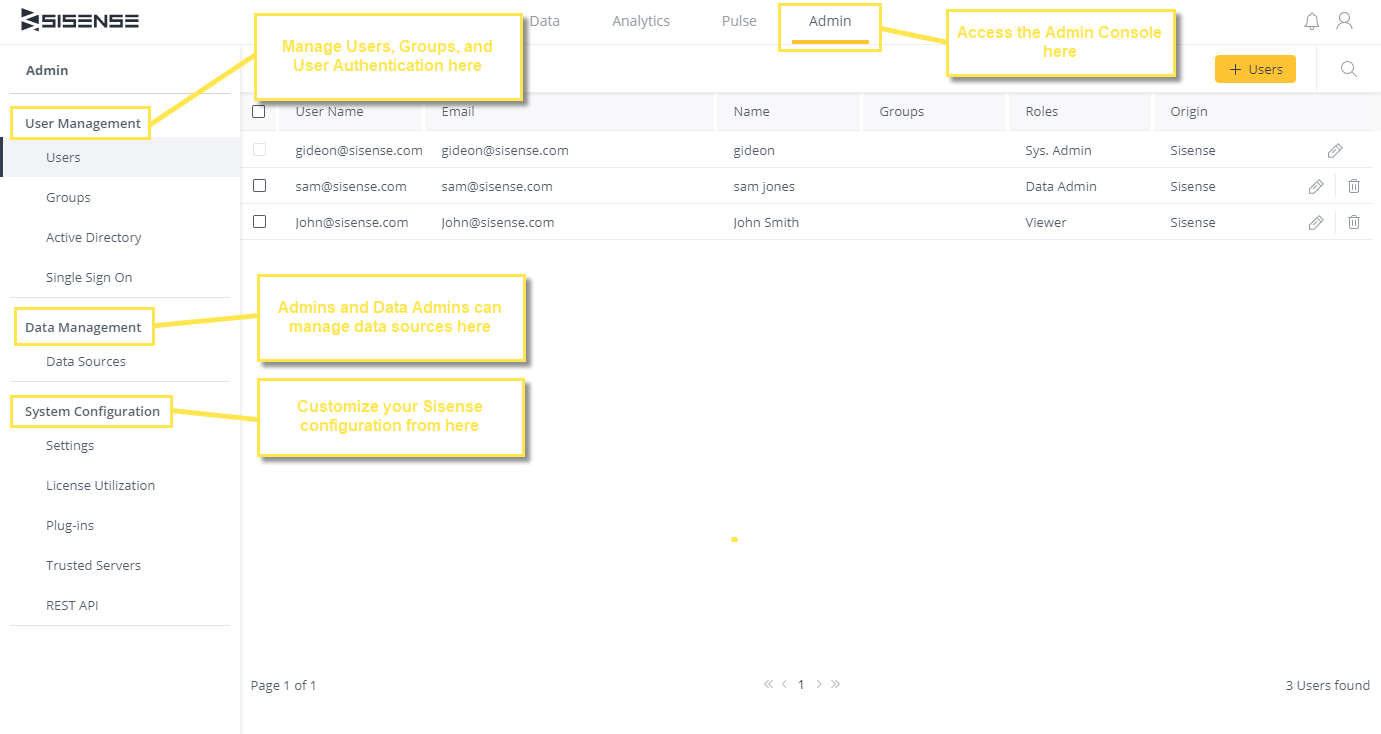 SISENSE
Data Analytics Pulse Admin
Manage Users, Groups, and
User Authentication here
Access the Admin Console
here
Admin
+ Users
User Management
Users
Groups
Active Directory
Single Sign On
Data Management
Data Sources
System Configuration
Settings
License Utilization
Plug-ins
Trusted Servers
REST API
User Name Email Name Groups Roles Origin
gideon@sisense.com gideon@sisense.com gideon Sys. Admin Sisense
sam@sisense.com sam@sisense.com sam jones Data Admin Sisense
John@sisense.com John@sisense.com John Smith Viewer Sisense
Admins and Data Admins can
manage data sources here
Customize your Sisense
configuration from here
Page 1 of 1 1 3 Users found